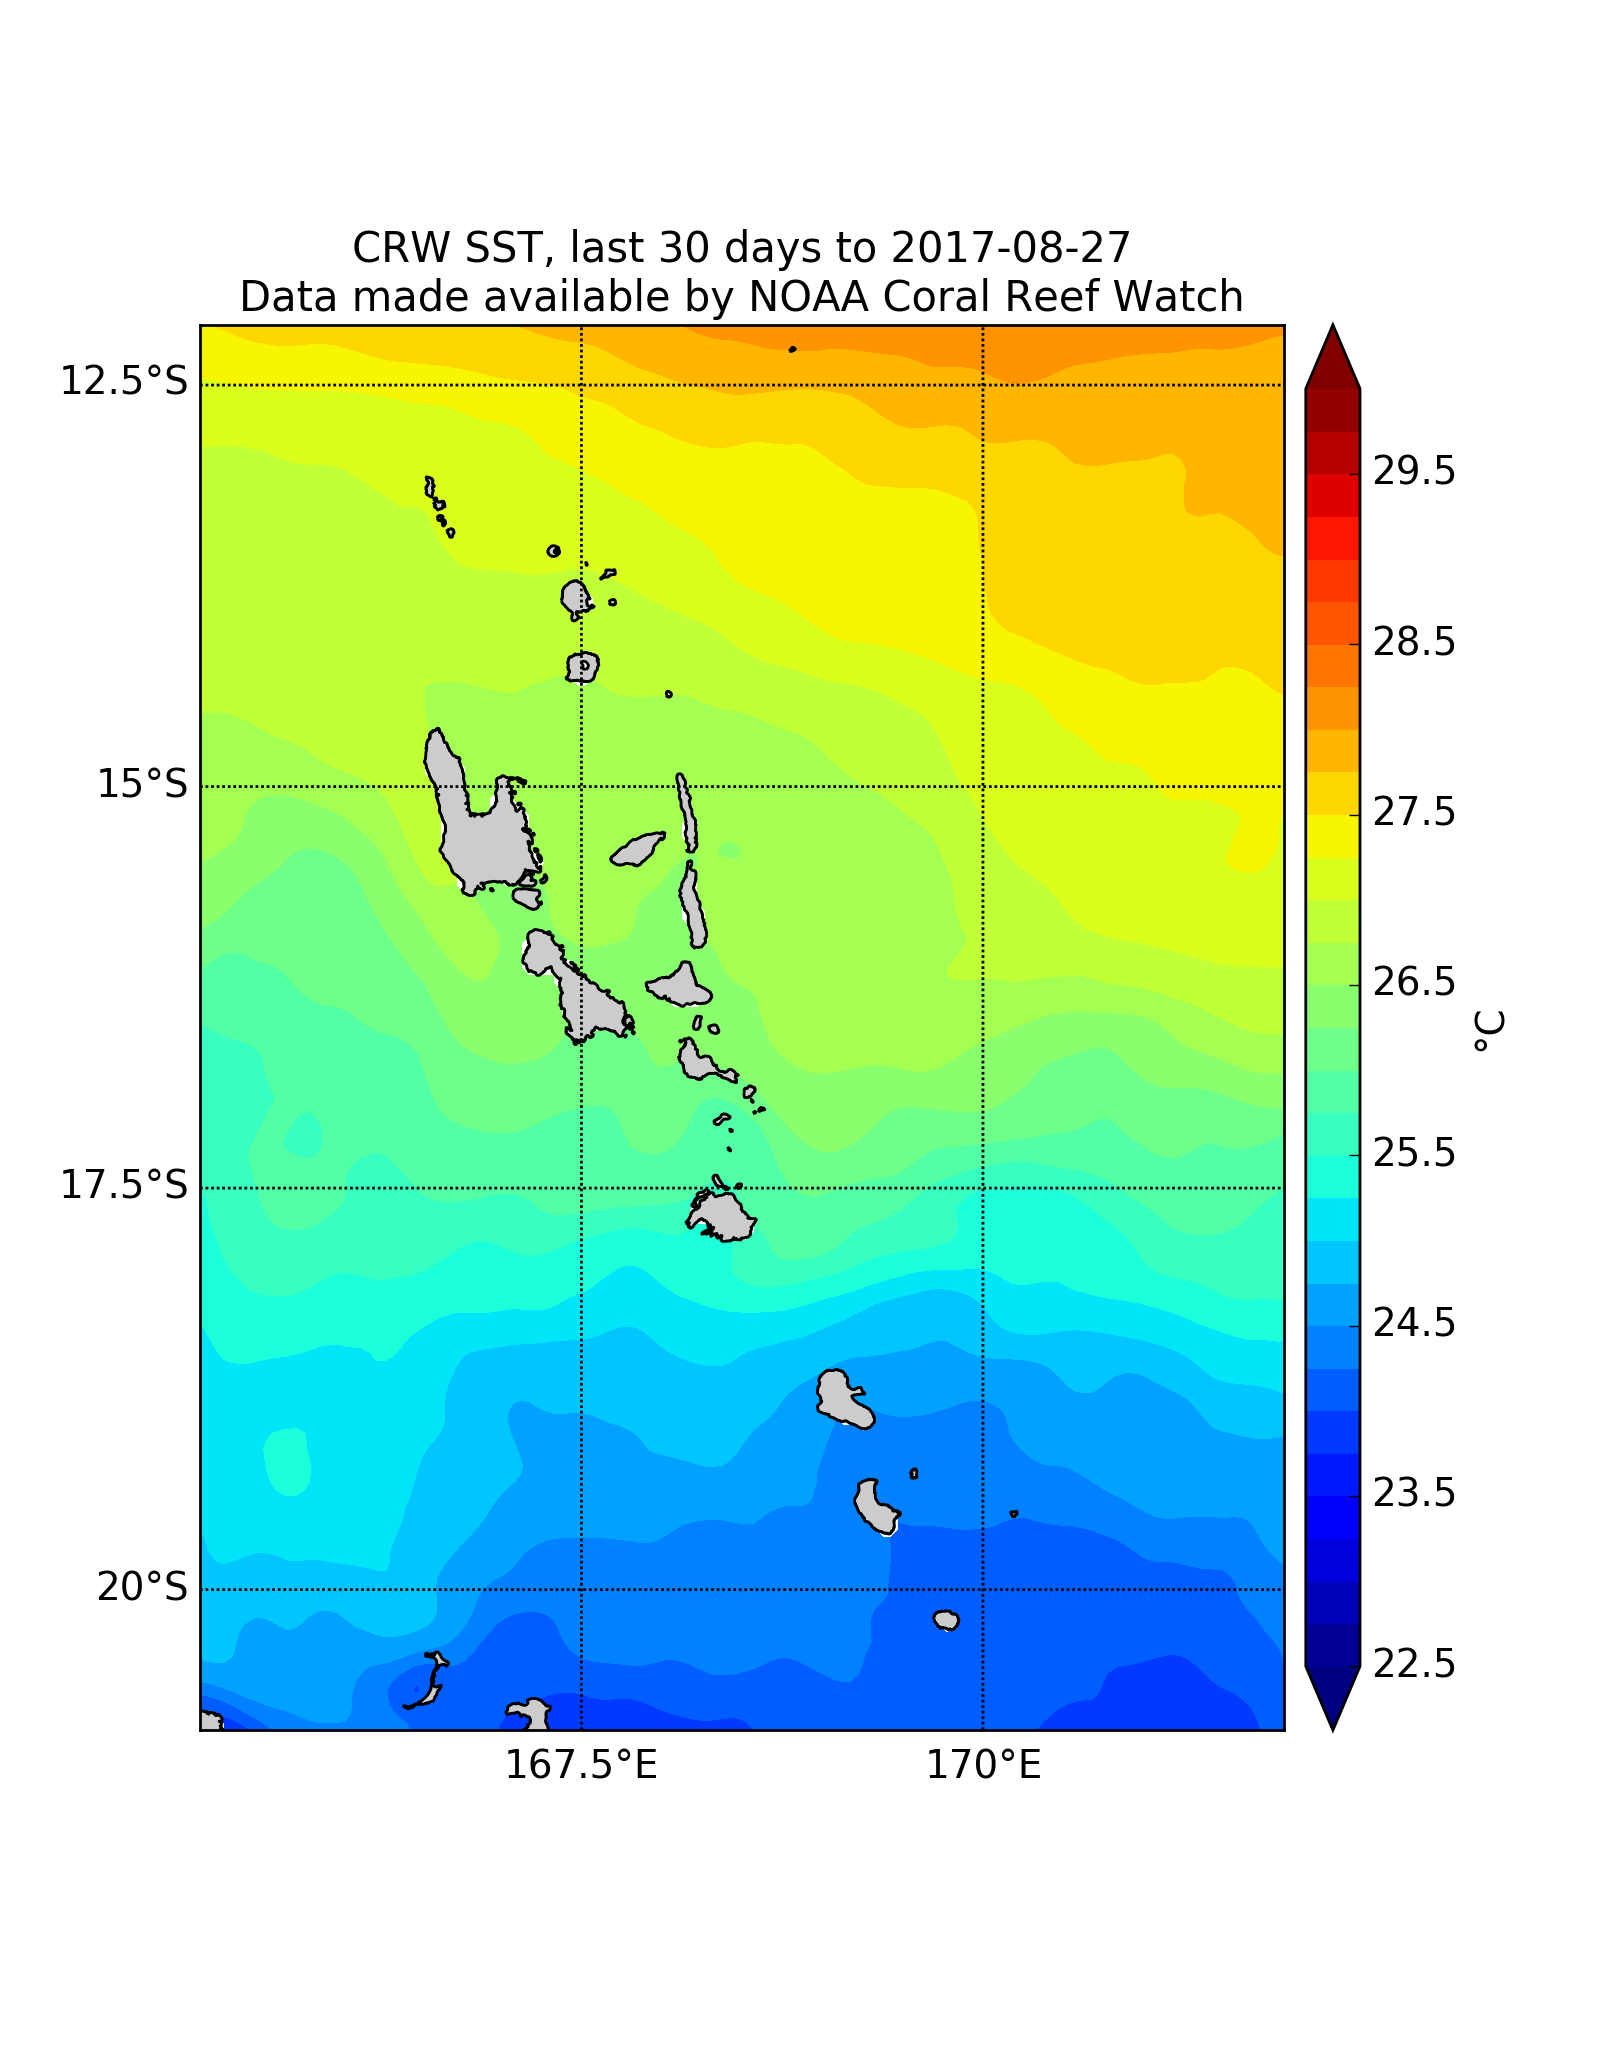 CRW SST, last 30 days to 2017-08-27
Data made available by NOAA Coral Reef Watch
12.5°S
15°S
17.5°S
20°S
167.5°E
170°E
29.5
28.5
27.5
26.5
25.5
24.5
23.5
22.5
°C